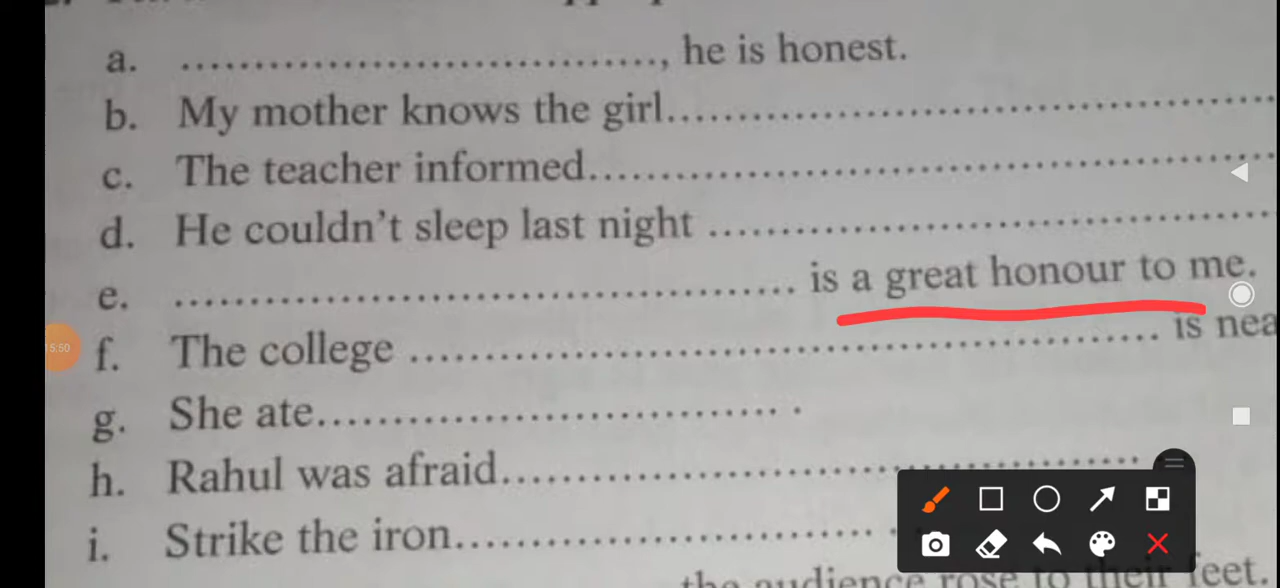 a. ................................., he is honest.
b. My mother knows the girl..........................................
c. The teacher informed..............................................
d. He couldn't sleep last night .......................................
e. ........................................... is a great honour to me.
15:50
f. The college ..................................................... is nea
g. She ate................................ .
h. Rahul was afraid.............................................
i. Strike the iron.............................. .
the audience rose to their feet.